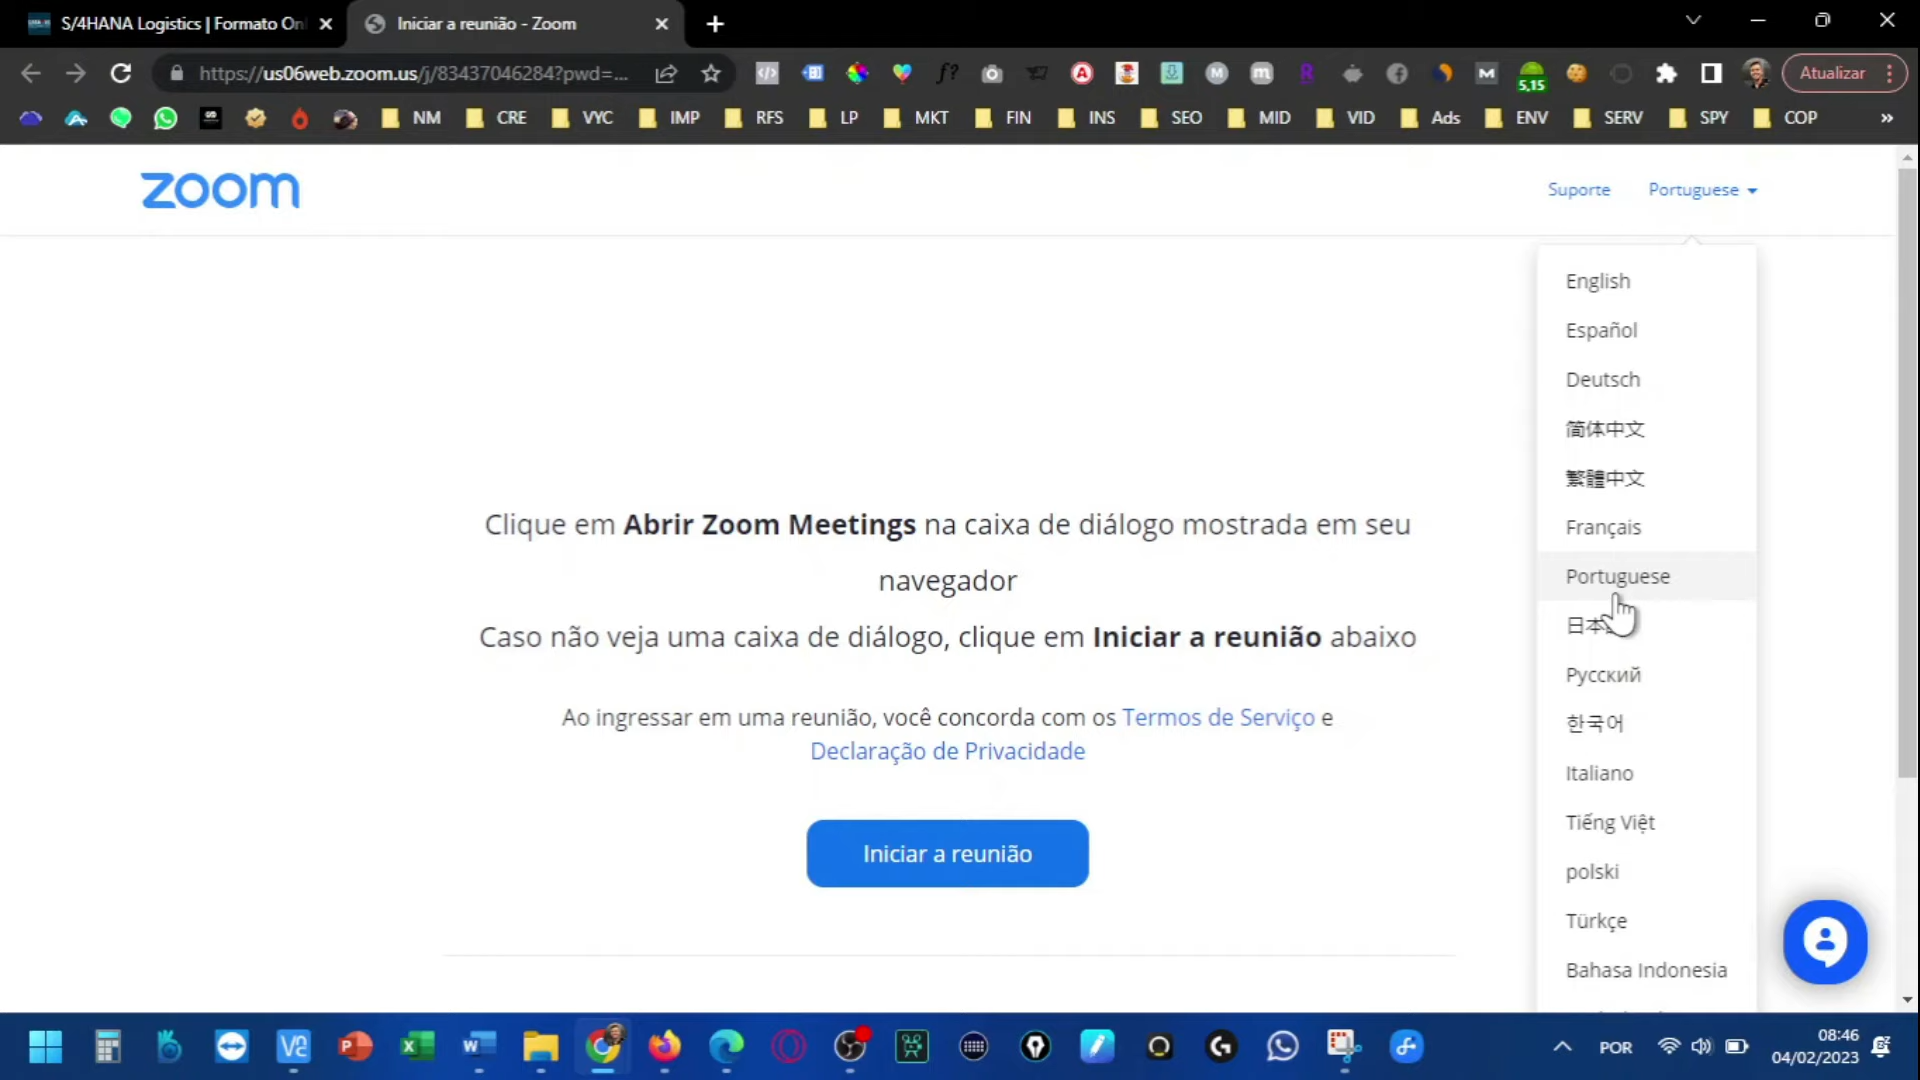 S/4HANA Logistics | Formato On
Iniciar a reunião - Zoom
https://us06web.zoom.us/j/83437046284?pwd=...
5,15
Atualizar
NM
CRE
VYC
IMP
RFS
LP
MKT
FIN
INS
SEO
MID
VID
Ads
ENV
SERV
SPY
COP
zoom
Suporte
Portuguese
English
Español
Deutsch
简体中文
繁體中文
Français
Portuguese
Русский
한국어
Italiano
Tiếng Việt
polski
Türkçe
Bahasa Indonesia
Clique em Abrir Zoom Meetings na caixa de diálogo mostrada em seu
navegador
Caso não veja uma caixa de diálogo, clique em Iniciar a reunião abaixo
Ao ingressar em uma reunião, você concorda com os Termos de Serviço e
Declaração de Privacidade
Iniciar a reunião
POR
08:46
04/02/2023